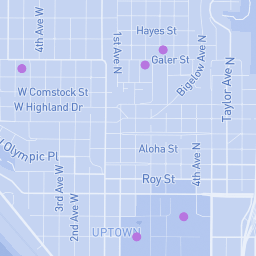 Hayes St
4th Ave W
1st Ave N
Galer St
Bigelow Ave N
Taylor Ave N
W Comstock St
W Highland Dr
Olympic Pl
Aloha St
4th Ave N
Roy St
3rd Ave W
2nd Ave W
UPTOWN